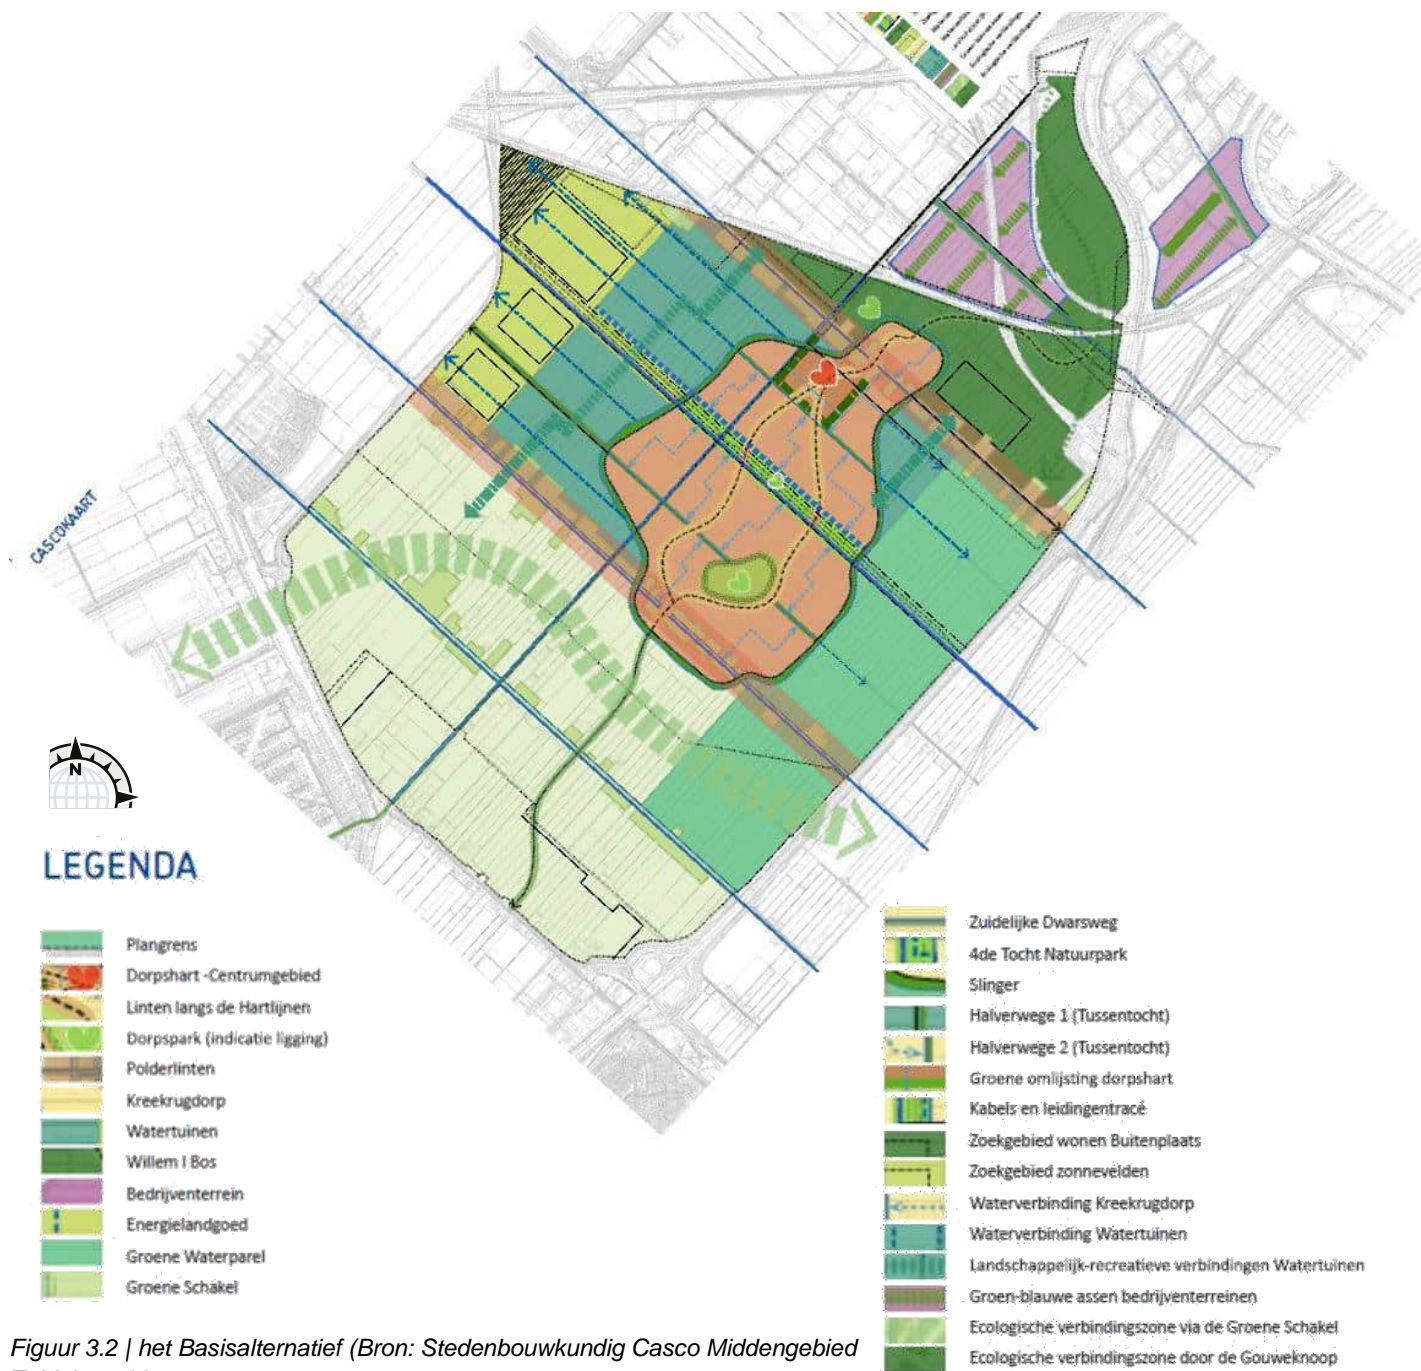 CASCOKAART
N
LEGENDA
Plangrens
Dorpshart -Centrumgebied
Linten langs de Hartlijnen
Dorpspark (indicatie ligging)
Polderlinten
Kreekrugdorp
Watertuinen
Willem I Bos
Bedrijventerrein
Energielandgoed
Groene Waterparel
Groene Schakel
Zuidelijke Dwarsweg
4de Tocht Natuurpark
Slinger
Halverwege 1 (Tussentocht)
Halverwege 2 (Tussentocht)
Groene omlijsting dorpshart
Kabels en leidingentracé
Zoekgebied wonen Buitenplaats
Zoekgebied zonnevelden
Waterverbinding Kreekrugdorp
Waterverbinding Watertuinen
Landschappelijk-recreatieve verbindingen Watertuinen
Groen-blauwe assen bedrijventerreinen
Ecologische verbindingszone via de Groene Schakel
Ecologische verbindingszone door de Gouweknoop
Figuur 3.2 | het Basisalternatief (Bron: Stedenbouwkundig Casco Middengebied